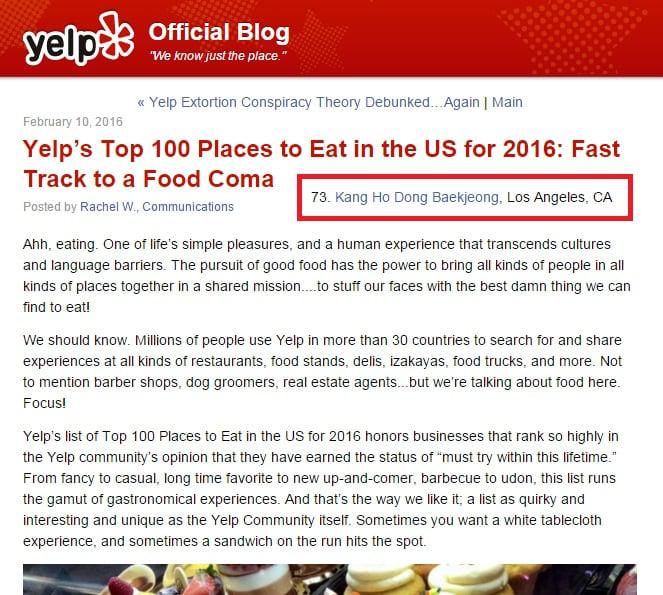 yelp Official Blog
"We know just the place."
« Yelp Extortion Conspiracy Theory Debunked…Again | Main
February 10, 2016
Yelp's Top 100 Places to Eat in the US for 2016: Fast
Track to a Food Coma
73. Kang Ho Dong Baekjeong, Los Angeles, CA
Posted by Rachel W., Communications
Ahh, eating. One of life's simple pleasures, and a human experience that transcends cultures
and language barriers. The pursuit of good food has the power to bring all kinds of people in all
kinds of places together in a shared mission....to stuff our faces with the best damn thing we can
find to eat!
We should know. Millions of people use Yelp in more than 30 countries to search for and share
experiences at all kinds of restaurants, food stands, delis, izakayas, food trucks, and more. Not
to mention barber shops, dog groomers, real estate agents...but we're talking about food here.
Focus!
Yelp's list of Top 100 Places to Eat in the US for 2016 honors businesses that rank so highly in
the Yelp community's opinion that they have earned the status of "must try within this lifetime."
From fancy to casual, long time favorite to new up-and-comer, barbecue to udon, this list runs
the gamut of gastronomical experiences. And that's the way we like it; a list as quirky and
interesting and unique as the Yelp Community itself. Sometimes you want a white tablecloth
experience, and sometimes a sandwich on the run hits the spot.